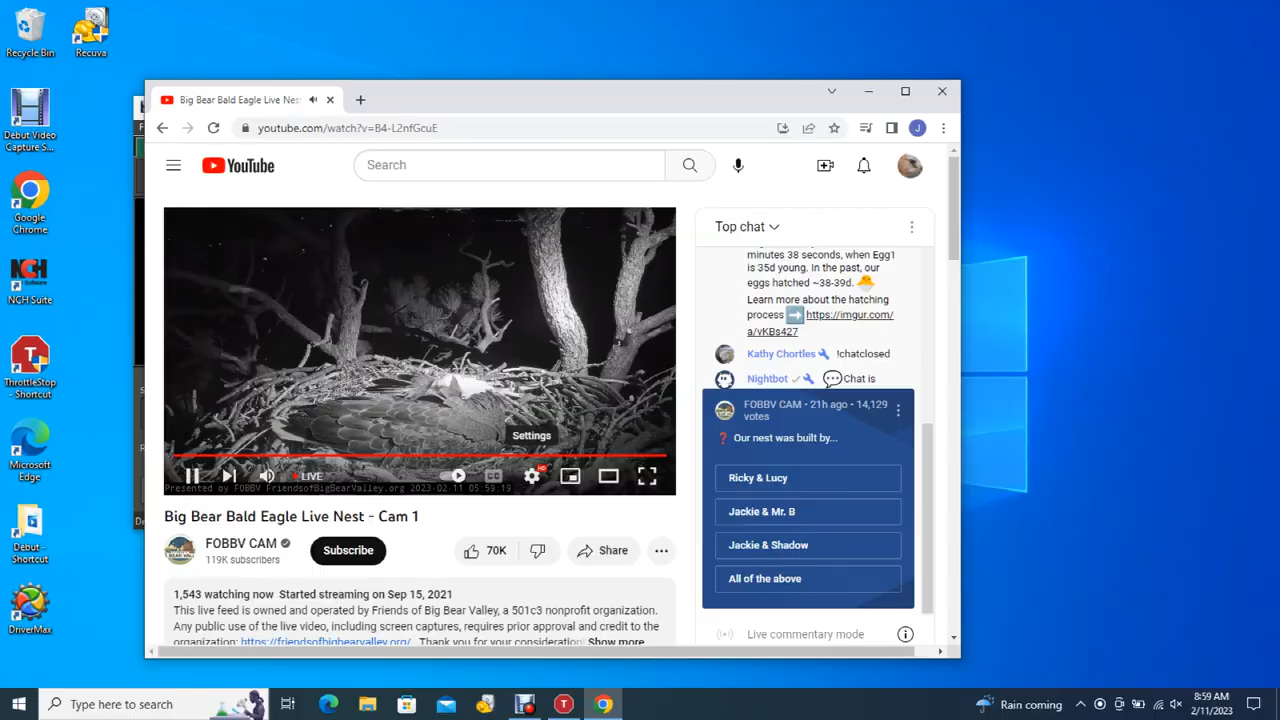 Recycle Bin
Recuva
Debut Video
Capture S...
Google
Chrome
NCH
Software
NCH Suite
ThrottleStop
- Shortcut
Microsoft
Edge
Debut -
Shortcut
DriverMax
Big Bear Bald Eagle Live Nest
youtube.com/watch?v=B4-L2nfGcuE
J
YouTube
Search
Settings
LIVE
CC
HD
Presented by FOBBV FriendsofBigBearValley.org 2023-02-11 05:59:19
Big Bear Bald Eagle Live Nest - Cam 1
FOBBV CAM
119K subscribers
Subscribe
70K
Share
1,543 watching now Started streaming on Sep 15, 2021
This live feed is owned and operated by Friends of Big Bear Valley, a 501c3 nonprofit organization.
Any public use of the live video, including screen captures, requires prior approval and credit to the
organization: https://friendsofbigbearvalley.org/ Thank you for your consideration! Show more
Top chat
minutes 38 seconds, when Egg1
is 35d young. In the past, our
eggs hatched ~38-39d.
Learn more about the hatching
process https://imgur.com/
a/vKBs427
Kathy Chortles !chatclosed
Nightbot Chat is
FOBBV CAM • 21h ago • 14,129
votes
❓ Our nest was built by...
Ricky & Lucy
Jackie & Mr. B
Jackie & Shadow
All of the above
Live commentary mode
Type here to search
Rain coming
8:59 AM
2/11/2023